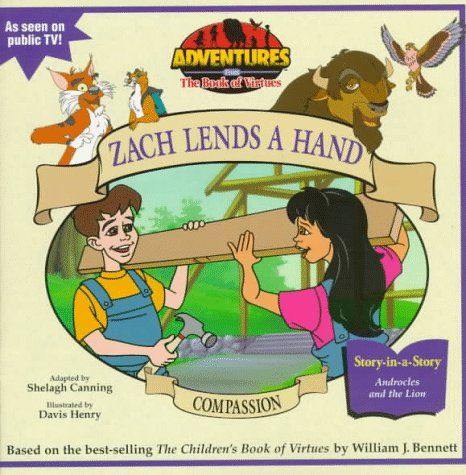 As seen on
public TV!
ADVENTURES
from
The Book of Virtues
ZACH LENDS A HAND
Story-in-a-Story
Androcles
and the Lion
Adapted by
Shelagh Canning
Illustrated by
Davis Henry
COMPASSION
Based on the best-selling The Children's Book of Virtues by William J. Bennett